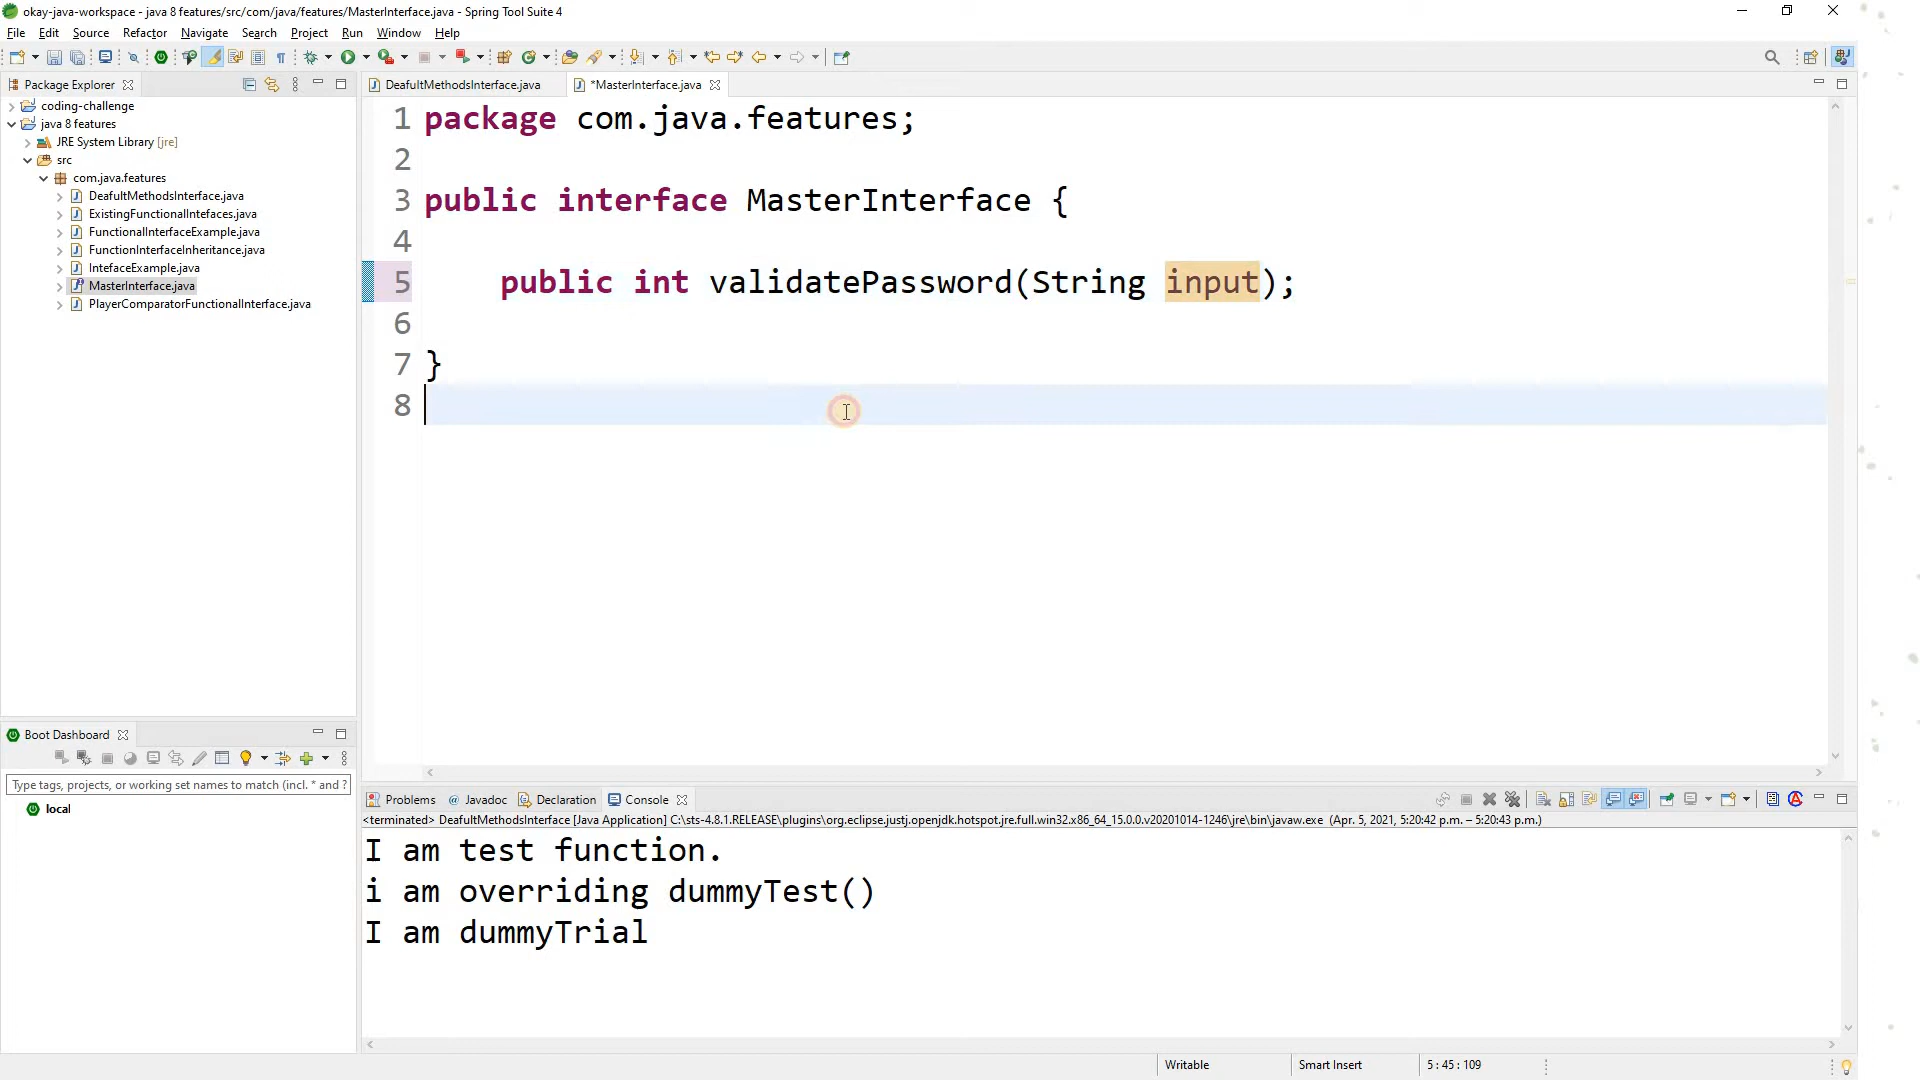 okay-java-workspace - java 8 features/src/com/java/features/MasterInterface.java - Spring Tool Suite 4
File Edit Source Refactor Navigate Search Project Run Window Help
Package Explorer
coding-challenge
java 8 features
JRE System Library [jre]
src
com.java.features
DeafultMethodsInterface.java
ExistingFunctionalIntefaces.java
FunctionalInterfaceExample.java
FunctionInterfaceInheritance.java
IntefaceExample.java
MasterInterface.java
PlayerComparatorFunctionalInterface.java
DeafultMethodsInterface.java *MasterInterface.java
1 package com.java.features;
2
3 public interface MasterInterface {
4
5 public int validatePassword(String input);
6
7 }
8
Boot Dashboard
Type tags, projects, or working set names to match (incl. * and ?
local
Problems @ Javadoc Declaration Console
<terminated> DeafultMethodsInterface [Java Application] C:\sts-4.8.1.RELEASE\plugins\org.eclipse.justj.openjdk.hotspot.jre.full.win32.x86_64_15.0.0.v20201014-1246\jre\bin\javaw.exe (Apr. 5, 2021, 5:20:42 p.m. – 5:20:43 p.m.)
I am test function.
i am overriding dummyTest()
I am dummyTrial
Writable Smart Insert 5 : 45 : 109